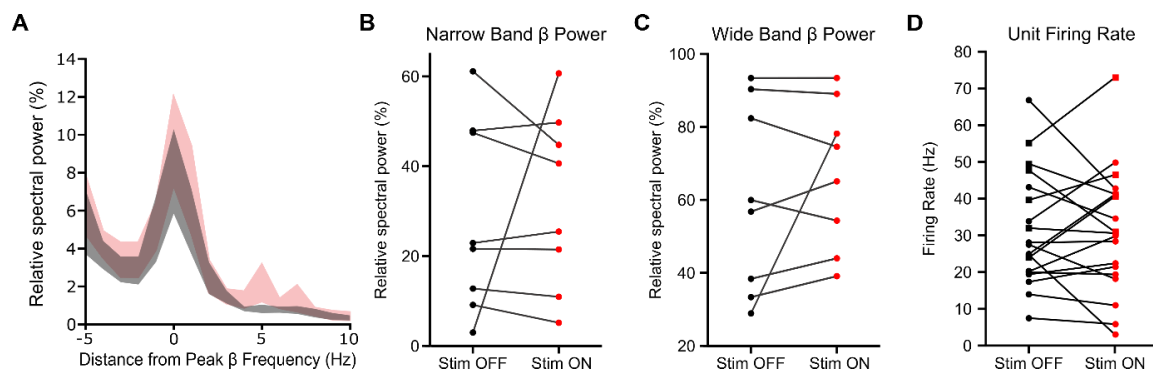 A
Relative spectral power (%)
14
12
10
8
6
4
2
0
-5 0 5 10
Distance from Peak β Frequency (Hz)
B
Narrow Band β Power
Relative spectral power (%)
60
40
20
0
Stim OFF Stim ON
C
Wide Band β Power
Relative spectral power (%)
100
80
60
40
20
Stim OFF Stim ON
D
Unit Firing Rate
Firing Rate (Hz)
80
70
60
50
40
30
20
10
0
Stim OFF Stim ON